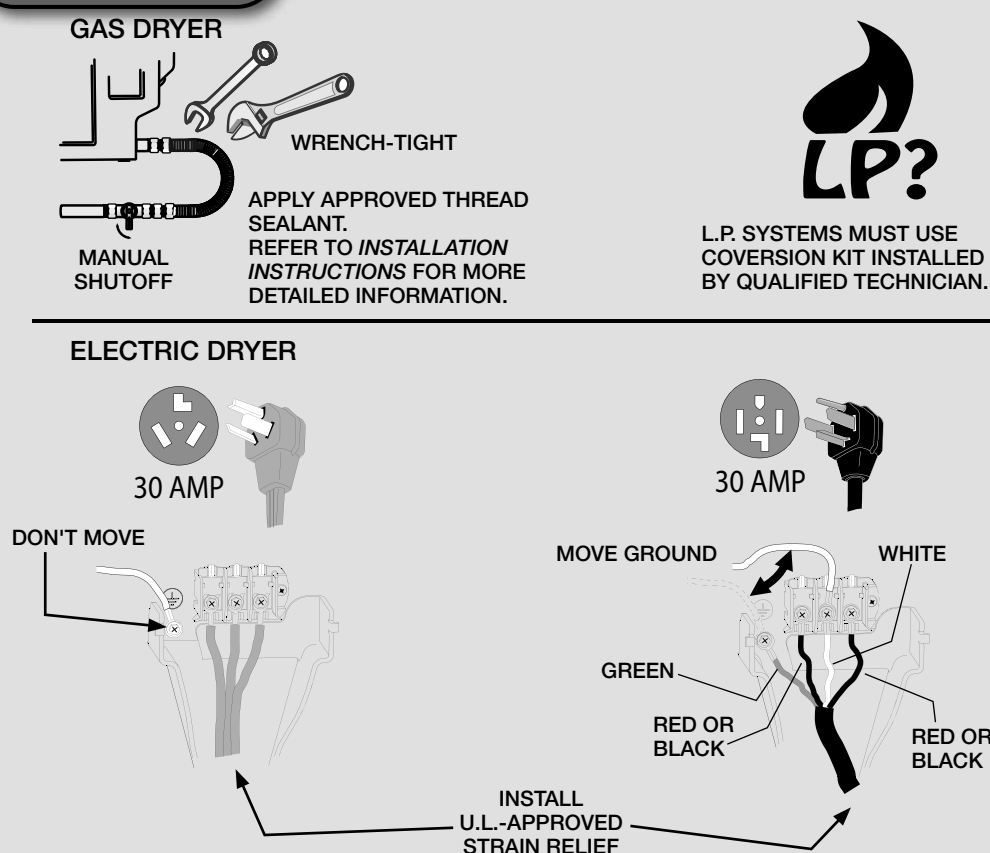 GAS DRYER
WRENCH-TIGHT
APPLY APPROVED THREAD
SEALANT.
REFER TO INSTALLATION
INSTRUCTIONS FOR MORE
DETAILED INFORMATION.
MANUAL
SHUTOFF
LP?
L.P. SYSTEMS MUST USE
COVERSION KIT INSTALLED
BY QUALIFIED TECHNICIAN.
ELECTRIC DRYER
30 AMP
DON'T MOVE
30 AMP
MOVE GROUND
WHITE
GREEN
RED OR
BLACK
RED OR
BLACK
INSTALL
U.L.-APPROVED
STRAIN RELIEF